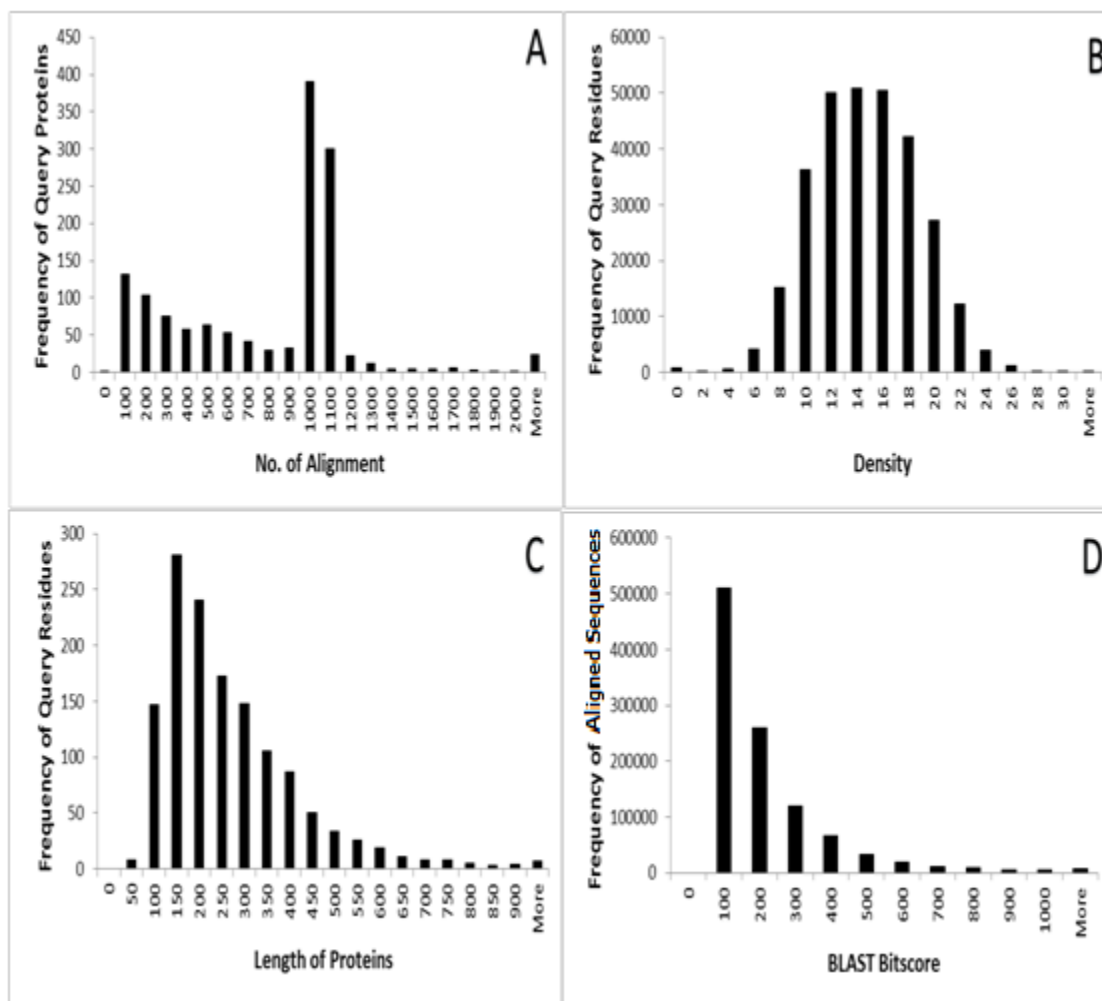 A
Frequency of Query Proteins
450
400
350
300
250
200
150
100
50
0
0 100 200 300 400 500 600 700 800 900 1000 1100 1200 1300 1400 1500 1600 1700 1800 1900 2000 More
No. of Alignment
B
Frequency of Query Residues
60000
50000
40000
30000
20000
10000
0
0 2 4 6 8 10 12 14 16 18 20 22 24 26 28 30 More
Density
C
Frequency of Query Residues
300
250
200
150
100
50
0
0 50 100 150 200 250 300 350 400 450 500 550 600 650 700 750 800 850 900 More
Length of Proteins
D
Frequency of Aligned Sequences
600000
500000
400000
300000
200000
100000
0
0 100 200 300 400 500 600 700 800 900 1000 More
BLAST Bitscore